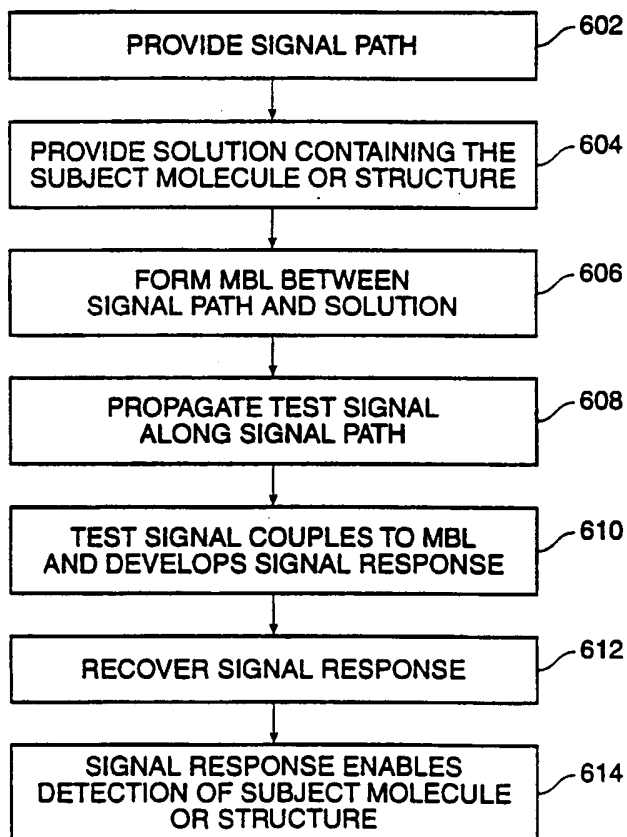 PROVIDE SIGNAL PATH
602
PROVIDE SOLUTION CONTAINING THE
SUBJECT MOLECULE OR STRUCTURE
604
FORM MBL BETWEEN
SIGNAL PATH AND SOLUTION
606
PROPAGATE TEST SIGNAL
ALONG SIGNAL PATH
608
TEST SIGNAL COUPLES TO MBL
AND DEVELOPS SIGNAL RESPONSE
610
RECOVER SIGNAL RESPONSE
612
SIGNAL RESPONSE ENABLES
DETECTION OF SUBJECT MOLECULE
OR STRUCTURE
614